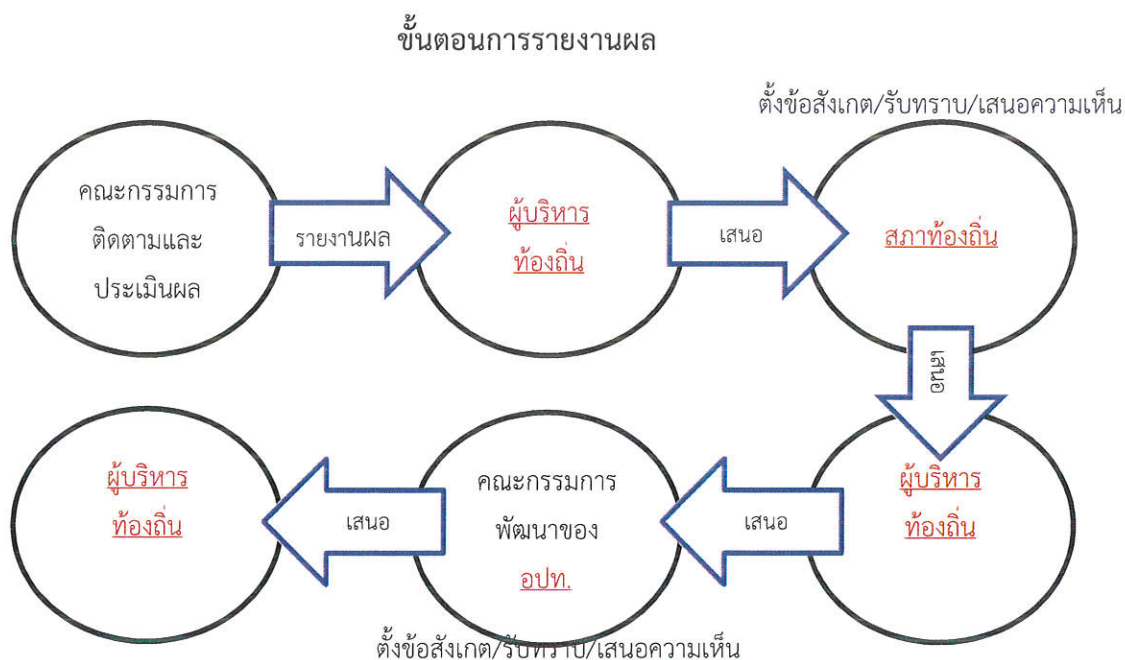 ขั้นตอนการรายงานผล
ตั้งข้อสังเกต/รับทราบ/เสนอความเห็น
คณะกรรมการ
ติดตามและ
ประเมินผล
รายงานผล
ผู้บริหาร
ท้องถิ่น
เสนอ
สภาท้องถิ่น
เสนอ
ผู้บริหาร
ท้องถิ่น
เสนอ
คณะกรรมการ
พัฒนาของ
อปท.
เสนอ
ผู้บริหาร
ท้องถิ่น
ตั้งข้อสังเกต/รับทราบ/เสนอความเห็น